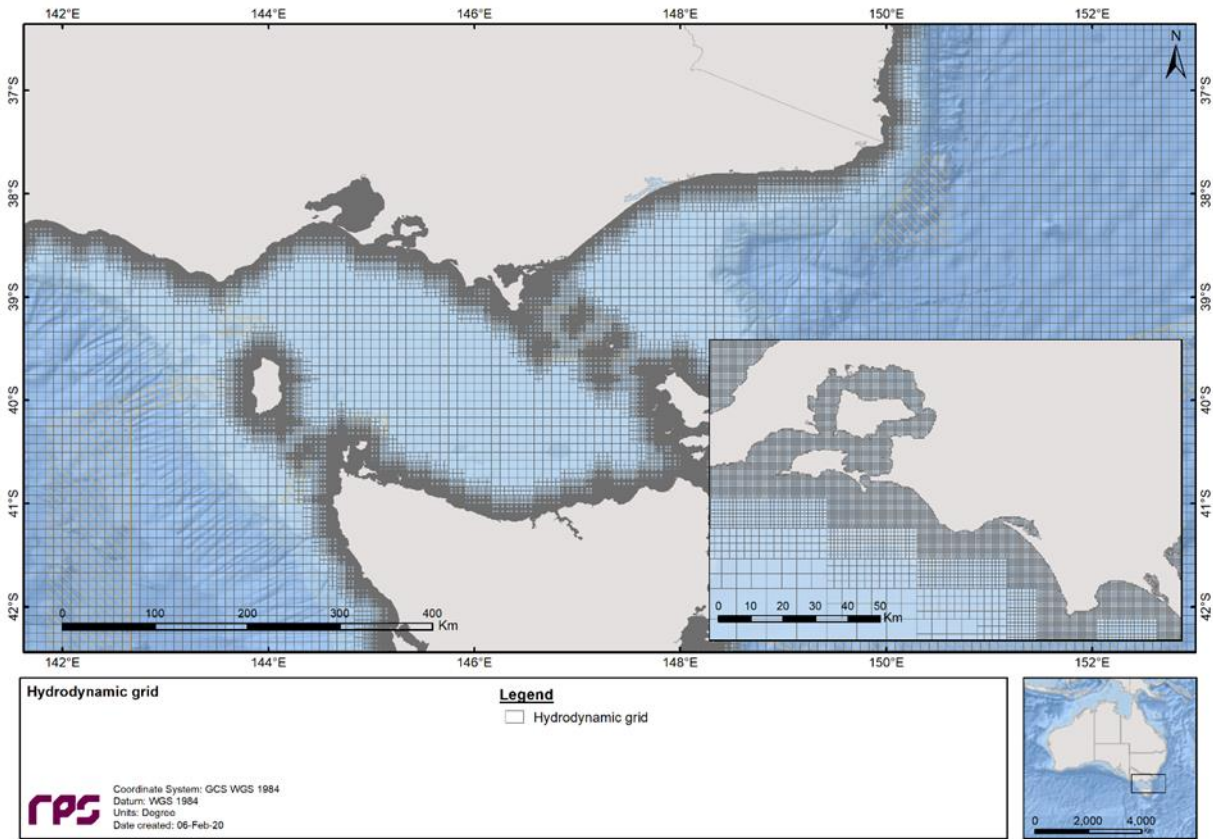 142°E 144°E 146°E 148°E 150°E 152°E
N
37°S 37°S
38°S 38°S
39°S 39°S
40°S 40°S
41°S 41°S
42°S 42°S
0 100 200 300 400
Km
0 10 20 30 40 50
Km
142°E 144°E 146°E 148°E 150°E 152°E
Hydrodynamic grid
Legend
Hydrodynamic grid
rps
Coordinate System: GCS WGS 1984
Datum: WGS 1984
Units: Degree
Date created: 06-Feb-20
0 2,000 4,000
Km